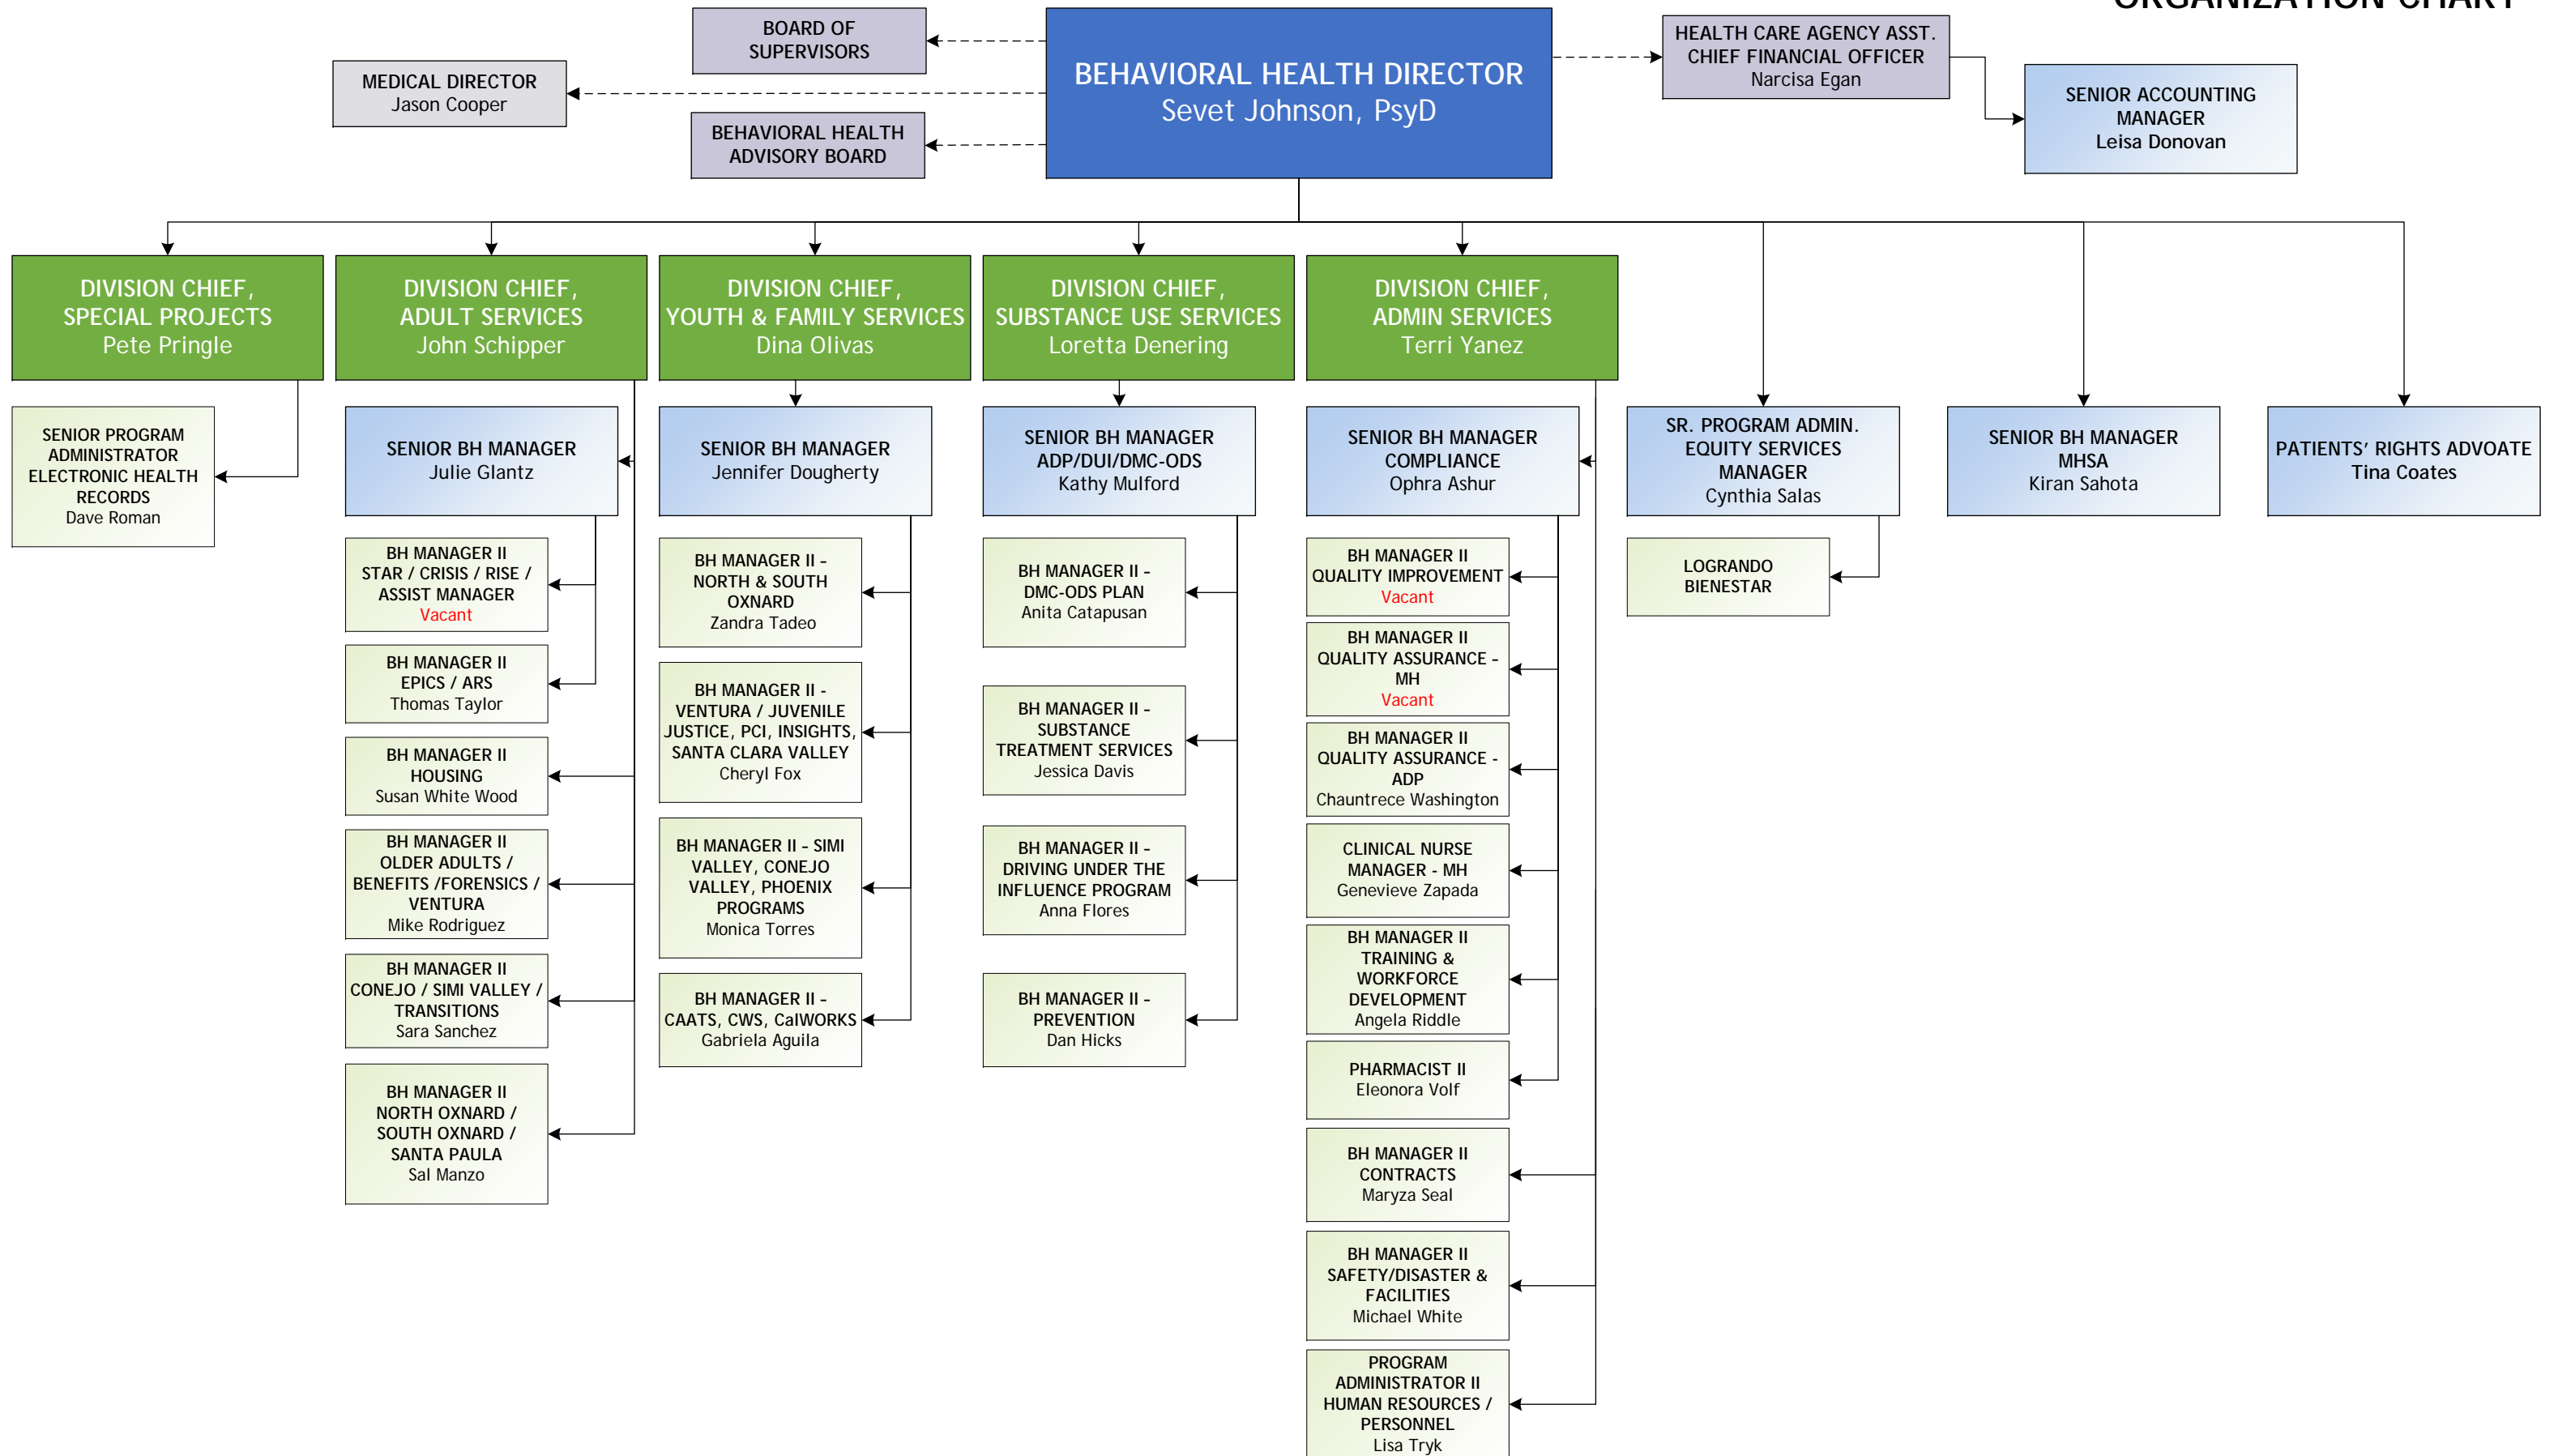 ORGANIZATION CHART
BOARD OF
SUPERVISORS
MEDICAL DIRECTOR
Jason Cooper
BEHAVIORAL HEALTH
ADVISORY BOARD
BEHAVIORAL HEALTH DIRECTOR
Sevet Johnson, PsyD
HEALTH CARE AGENCY ASST.
CHIEF FINANCIAL OFFICER
Narcisa Egan
SENIOR ACCOUNTING
MANAGER
Leisa Donovan
DIVISION CHIEF,
SPECIAL PROJECTS
Pete Pringle
SENIOR PROGRAM
ADMINISTRATOR
ELECTRONIC HEALTH
RECORDS
Dave Roman
DIVISION CHIEF,
ADULT SERVICES
John Schipper
SENIOR BH MANAGER
Julie Glantz
BH MANAGER II
STAR / CRISIS / RISE /
ASSIST MANAGER
Vacant
BH MANAGER II
EPICS / ARS
Thomas Taylor
BH MANAGER II
HOUSING
Susan White Wood
BH MANAGER II
OLDER ADULTS /
BENEFITS /FORENSICS /
VENTURA
Mike Rodriguez
BH MANAGER II
CONEJO / SIMI VALLEY /
TRANSITIONS
Sara Sanchez
BH MANAGER II
NORTH OXNARD /
SOUTH OXNARD /
SANTA PAULA
Sal Manzo
DIVISION CHIEF,
YOUTH & FAMILY SERVICES
Dina Olivas
SENIOR BH MANAGER
Jennifer Dougherty
BH MANAGER II –
NORTH & SOUTH
OXNARD
Zandra Tadeo
BH MANAGER II -
VENTURA / JUVENILE
JUSTICE, PCI, INSIGHTS,
SANTA CLARA VALLEY
Cheryl Fox
BH MANAGER II – SIMI
VALLEY, CONEJO
VALLEY, PHOENIX
PROGRAMS
Monica Torres
BH MANAGER II –
CAATS, CWS, CalWORKS
Gabriela Aguila
DIVISION CHIEF,
SUBSTANCE USE SERVICES
Loretta Denering
SENIOR BH MANAGER
ADP/DUI/DMC-ODS
Kathy Mulford
BH MANAGER II –
DMC-ODS PLAN
Anita Catapusan
BH MANAGER II –
SUBSTANCE
TREATMENT SERVICES
Jessica Davis
BH MANAGER II –
DRIVING UNDER THE
INFLUENCE PROGRAM
Anna Flores
BH MANAGER II –
PREVENTION
Dan Hicks
DIVISION CHIEF,
ADMIN SERVICES
Terri Yanez
SENIOR BH MANAGER
COMPLIANCE
Ophra Ashur
BH MANAGER II
QUALITY IMPROVEMENT
Vacant
BH MANAGER II
QUALITY ASSURANCE –
MH
Vacant
BH MANAGER II
QUALITY ASSURANCE -
ADP
Chauntrece Washington
CLINICAL NURSE
MANAGER - MH
Genevieve Zapada
BH MANAGER II
TRAINING &
WORKFORCE
DEVELOPMENT
Angela Riddle
PHARMACIST II
Eleonora Volf
BH MANAGER II
CONTRACTS
Maryza Seal
BH MANAGER II
SAFETY/DISASTER &
FACILITIES
Michael White
PROGRAM
ADMINISTRATOR II
HUMAN RESOURCES /
PERSONNEL
Lisa Tryk
SR. PROGRAM ADMIN.
EQUITY SERVICES
MANAGER
Cynthia Salas
LOGRANDO
BIENESTAR
SENIOR BH MANAGER
MHSA
Kiran Sahota
PATIENTS' RIGHTS ADVOATE
Tina Coates